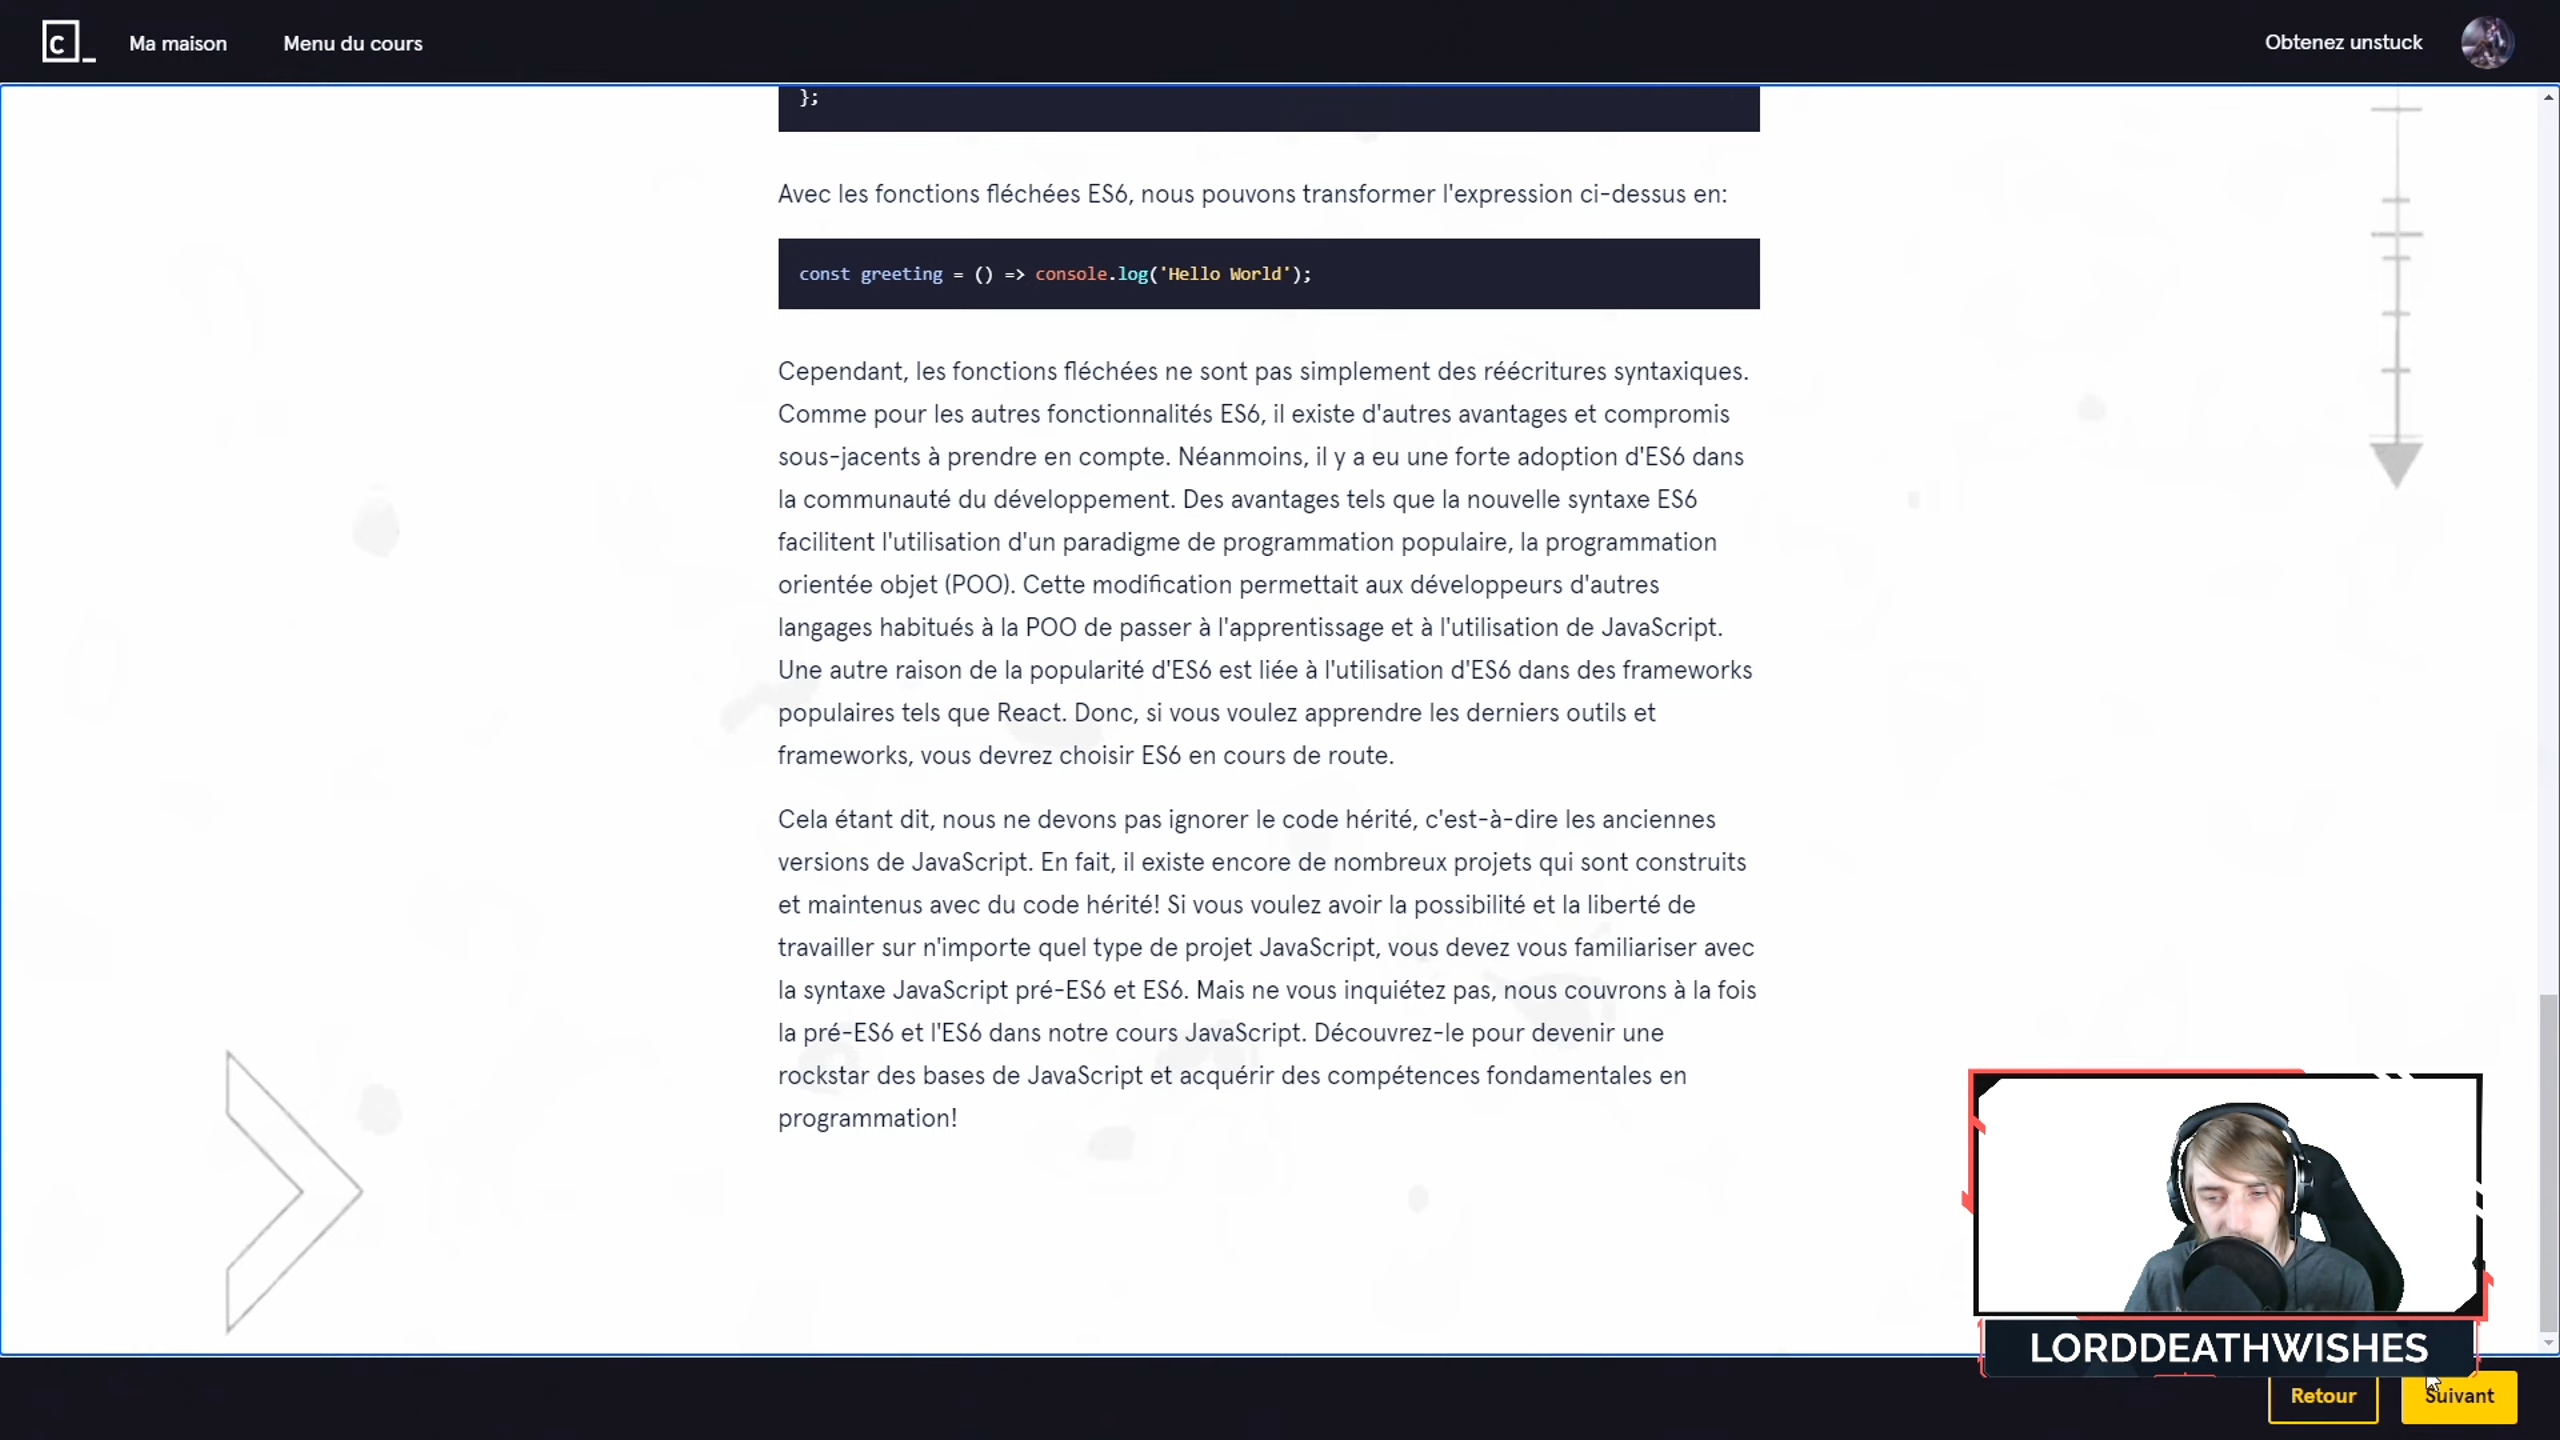 C_
Ma maison
Menu du cours
Obtenez unstuck
};
Avec les fonctions fléchées ES6, nous pouvons transformer l'expression ci-dessus en:
const greeting = () => console.log('Hello World');
Cependant, les fonctions fléchées ne sont pas simplement des réécritures syntaxiques.
Comme pour les autres fonctionnalités ES6, il existe d'autres avantages et compromis
sous-jacents à prendre en compte. Néanmoins, il y a eu une forte adoption d'ES6 dans
la communauté du développement. Des avantages tels que la nouvelle syntaxe ES6
facilitent l'utilisation d'un paradigme de programmation populaire, la programmation
orientée objet (POO). Cette modification permettait aux développeurs d'autres
langages habitués à la POO de passer à l'apprentissage et à l'utilisation de JavaScript.
Une autre raison de la popularité d'ES6 est liée à l'utilisation d'ES6 dans des frameworks
populaires tels que React. Donc, si vous voulez apprendre les derniers outils et
frameworks, vous devrez choisir ES6 en cours de route.
Cela étant dit, nous ne devons pas ignorer le code hérité, c'est-à-dire les anciennes
versions de JavaScript. En fait, il existe encore de nombreux projets qui sont construits
et maintenus avec du code hérité! Si vous voulez avoir la possibilité et la liberté de
travailler sur n'importe quel type de projet JavaScript, vous devez vous familiariser avec
la syntaxe JavaScript pré-ES6 et ES6. Mais ne vous inquiétez pas, nous couvrons à la fois
la pré-ES6 et l'ES6 dans notre cours JavaScript. Découvrez-le pour devenir une
rockstar des bases de JavaScript et acquérir des compétences fondamentales en
programmation!
LORDDEATHWISHES
Retour
Suivant